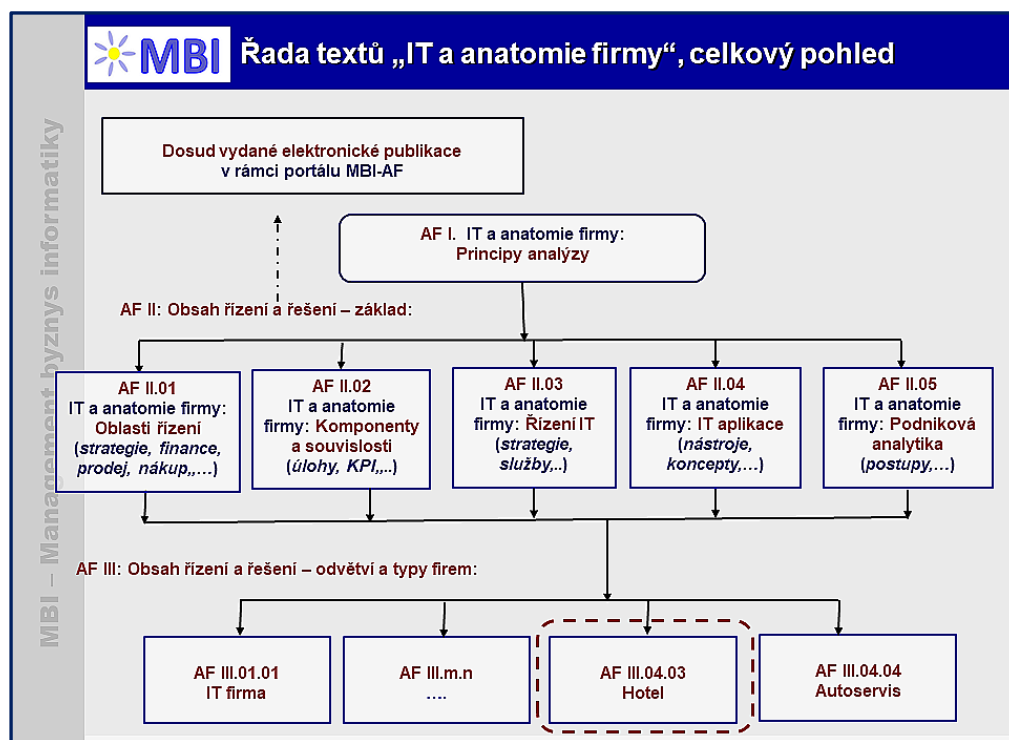 MBI
Řada textů „IT a anatomie firmy“, celkový pohled
MBI – Management byznys informatiky
Dosud vydané elektronické publikace
v rámci portálu MBI-AF
AF I. IT a anatomie firmy:
Principy analýzy
AF II: Obsah řízení a řešení – základ:
AF II.01
IT a anatomie firmy:
Oblasti řízení
(strategie, finance,
prodej, nákup,,…)
AF II.02
IT a anatomie
firmy: Komponenty
a souvislosti
(úlohy, KPI,,..)
AF II.03
IT a anatomie
firmy: Řízení IT
(strategie,
služby,..)
AF II.04
IT a anatomie
firmy: IT aplikace
(nástroje,
koncepty,…)
AF II.05
IT a anatomie
firmy: Podniková
analytika
(postupy,…)
AF III: Obsah řízení a řešení – odvětví a typy firem:
AF III.01.01
IT firma
AF III.m.n
….
AF III.04.03
Hotel
AF III.04.04
Autoservis